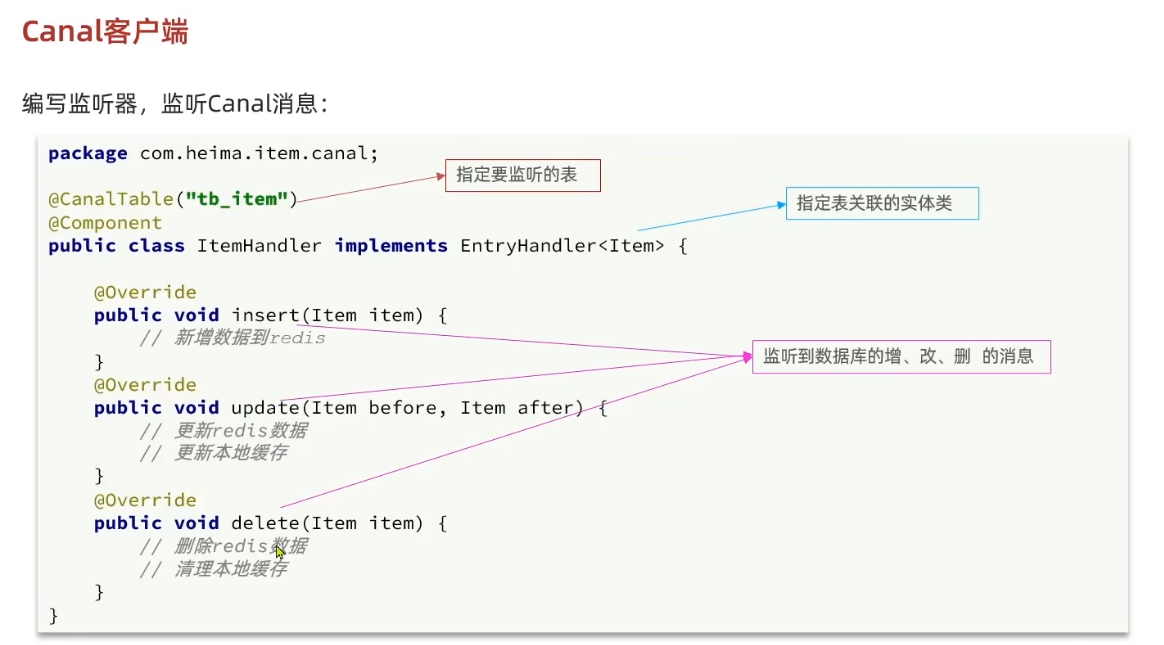 Canal客户端
编写监听器，监听Canal消息：
package com.heima.item.canal;
指定要监听的表
@CanalTable("tb_item")
指定表关联的实体类
@Component
public class ItemHandler implements EntryHandler<Item> {
@Override
public void insert(Item item) {
// 新增数据到redis
}
监听到数据库的增、改、删 的消息
@Override
public void update(Item before, Item after) {
// 更新redis数据
// 更新本地缓存
}
@Override
public void delete(Item item) {
// 删除redis数据
// 清理本地缓存
}
}